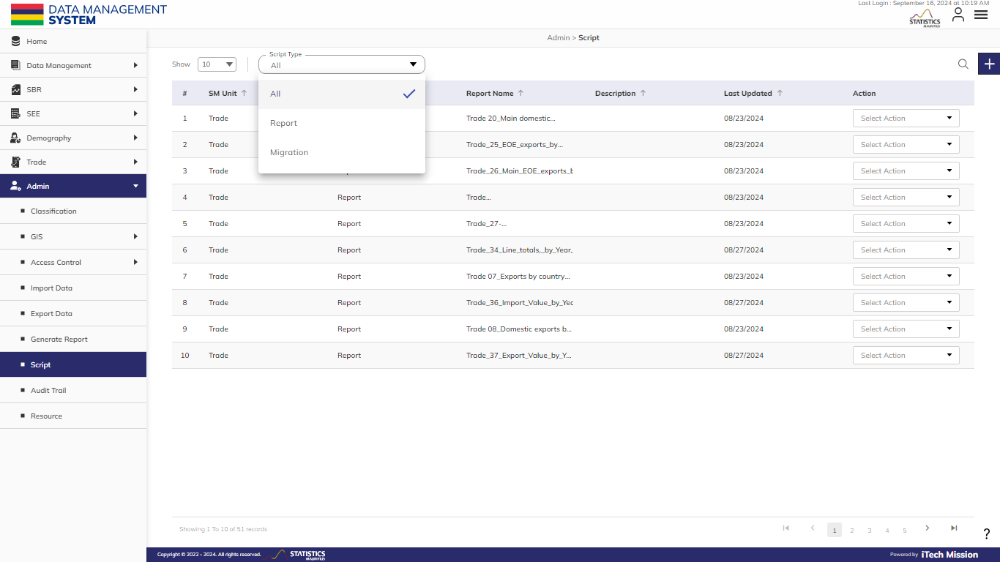 Last Login : September 16, 2024 at 10:19 AM
DATA MANAGEMENT
SYSTEM
STATISTICS
MAURITIUS
Admin > Script
Home
Data Management
SBR
SEE
Demography
Trade
Admin
Classification
GIS
Access Control
Import Data
Export Data
Generate Report
Script
Audit Trail
Resource
Show 10
Script Type
All
All
Report
Migration
# SM Unit Report Name Description Last Updated Action
1 Trade Trade 20_Main domestic... 08/23/2024 Select Action
2 Trade Trade_25_EOE_exports_by... 08/23/2024 Select Action
3 Trade Trade_26_Main_EOE_exports_b 08/23/2024 Select Action
4 Trade Report Trade... 08/23/2024 Select Action
5 Trade Report Trade_27-... 08/23/2024 Select Action
6 Trade Report Trade_34_Line_totals,_by_Year, 08/27/2024 Select Action
7 Trade Report Trade 07_Exports by country... 08/23/2024 Select Action
8 Trade Report Trade_36_Import_Value_by_Yec 08/27/2024 Select Action
9 Trade Report Trade 08_Domestic exports b... 08/23/2024 Select Action
10 Trade Report Trade_37_Export_Value_by_Y... 08/27/2024 Select Action
Showing 1 To 10 of 51 records
1 2 3 4 5
?
Copyright © 2022 - 2024. All rights reserved.
STATISTICS
MAURITIUS
Powered by iTech Mission